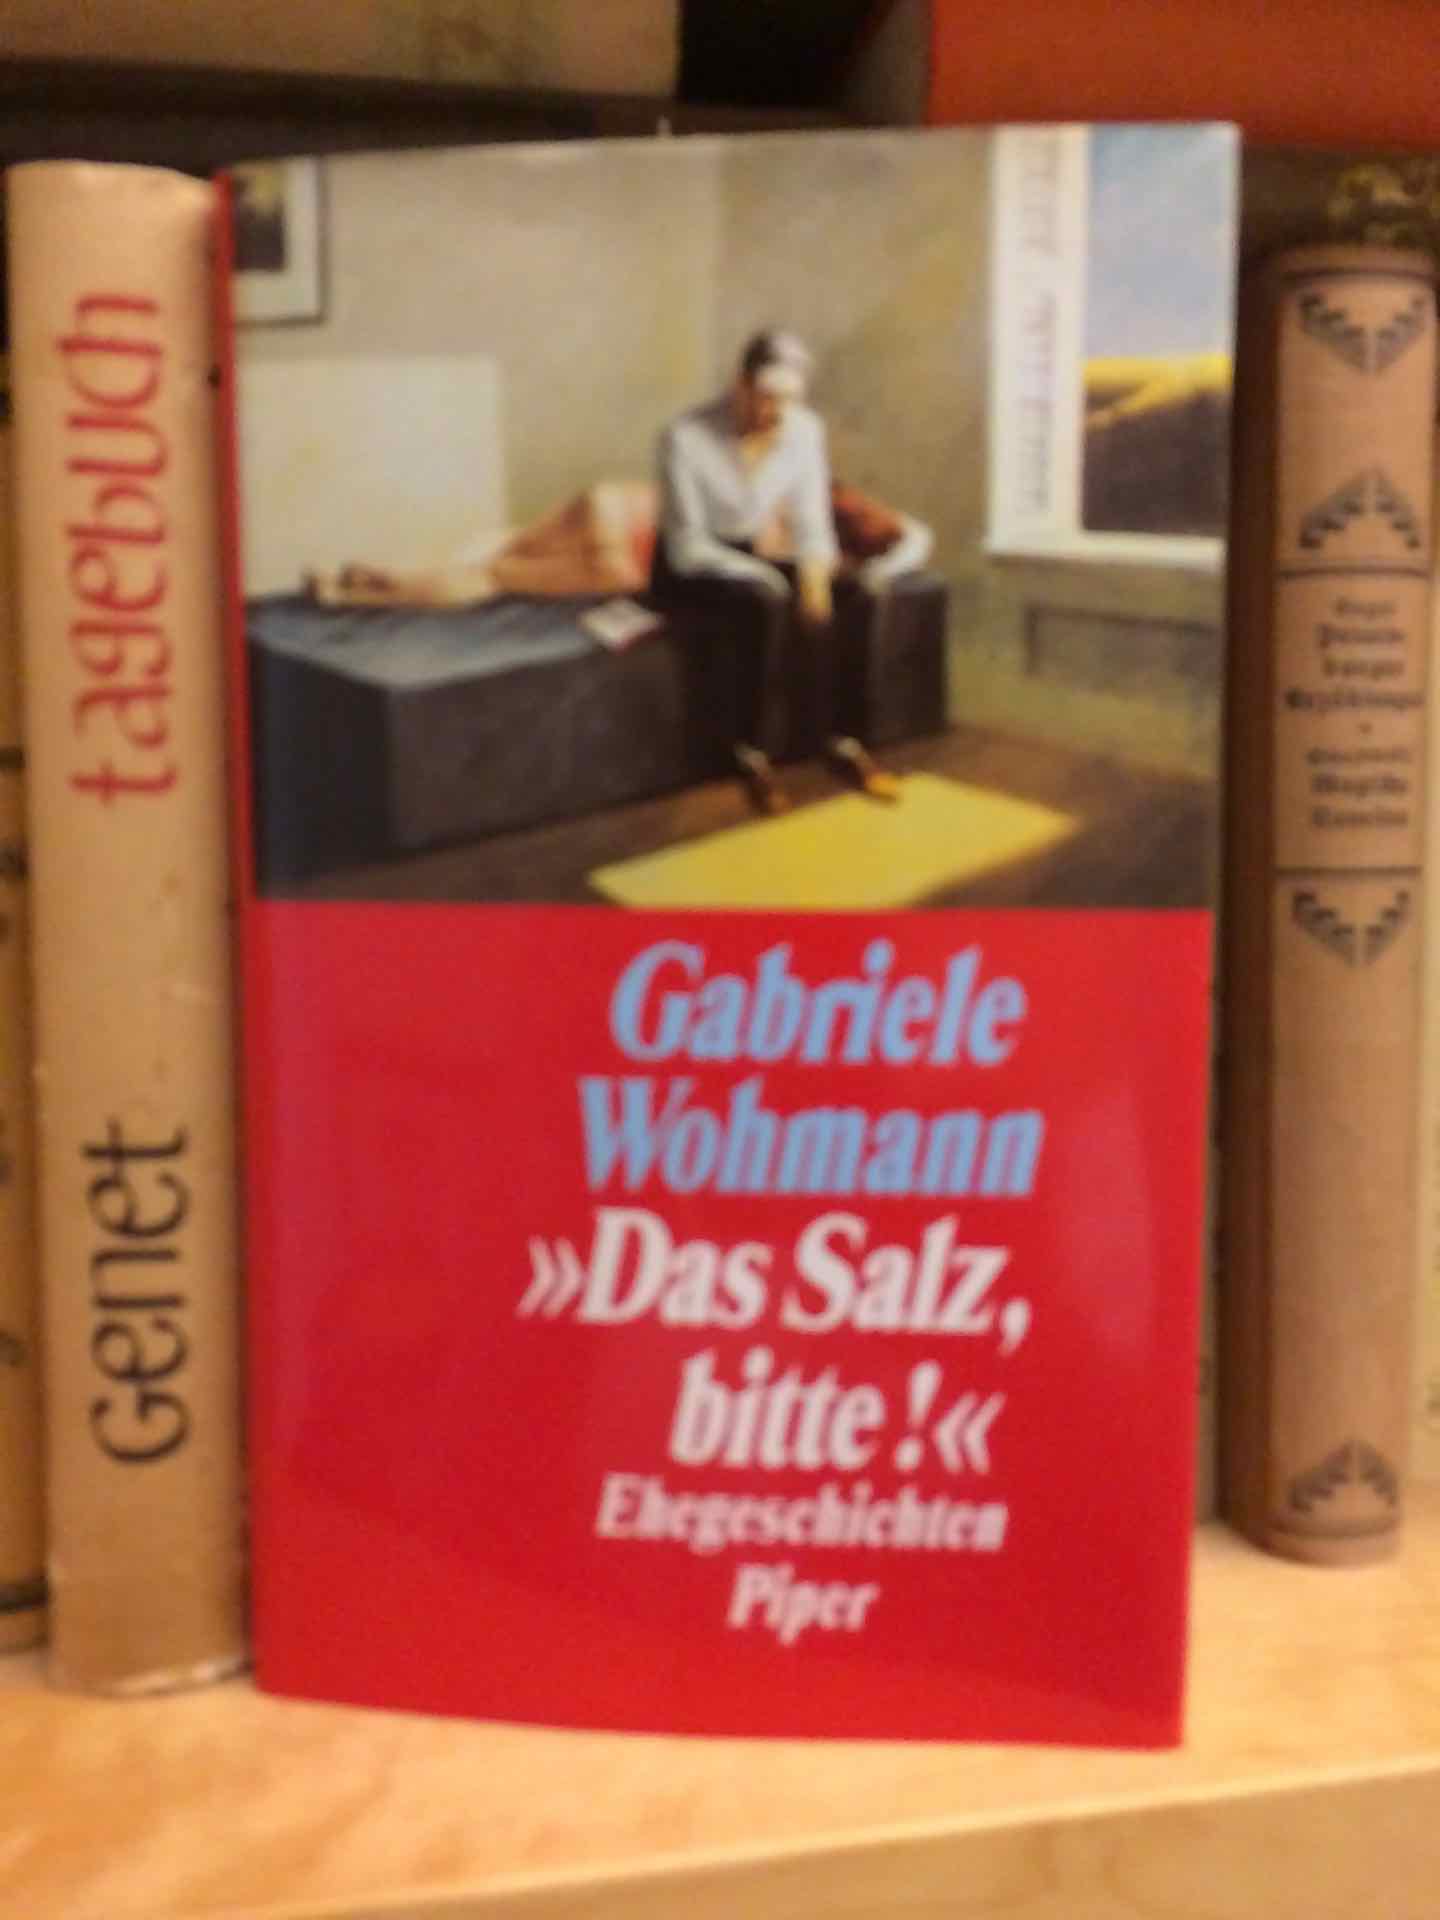 tagebuch
Genet
Gabriele
Wohmann
»Das Salz,
bitte!«
Ehegeschichten
Piper